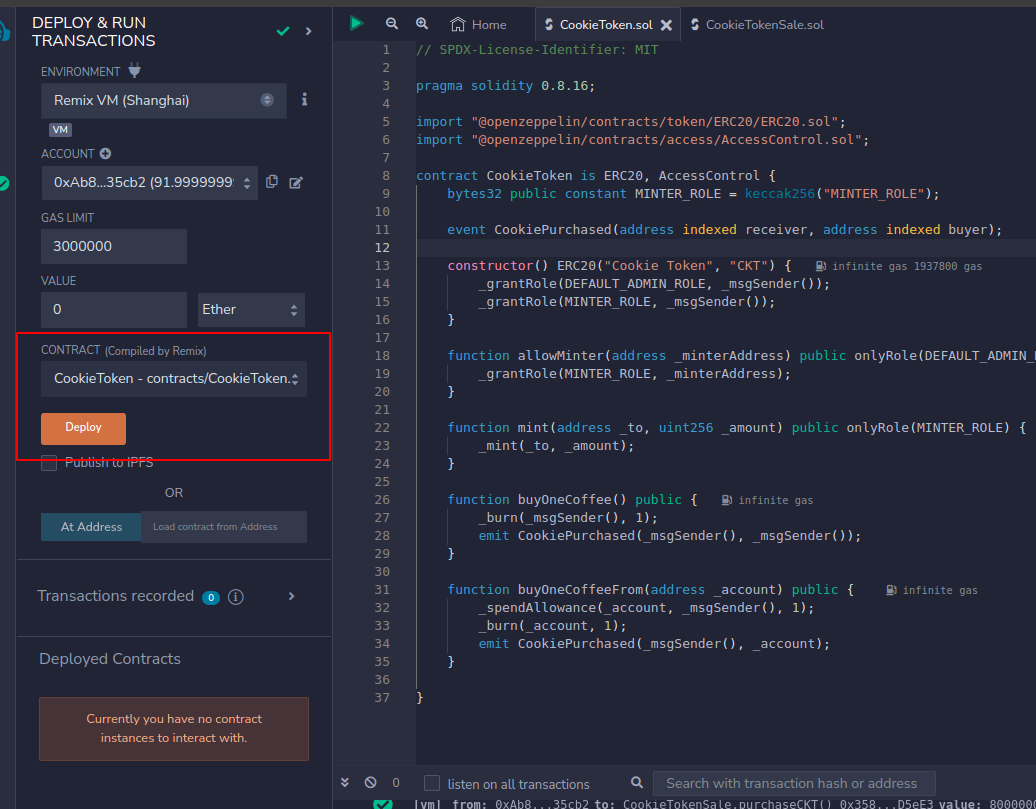 DEPLOY & RUN
TRANSACTIONS
ENVIRONMENT
Remix VM (Shanghai)
VM
ACCOUNT
0xAb8...35cb2 (91.9999999
GAS LIMIT
3000000
VALUE
0
Ether
CONTRACT (Compiled by Remix)
CookieToken - contracts/CookieToken.
Deploy
Publish to IPFS
OR
At Address
Load contract from Address
Transactions recorded 0
Deployed Contracts
Currently you have no contract
instances to interact with.
Home
CookieToken.sol
CookieTokenSale.sol
1 // SPDX-License-Identifier: MIT
2
3 pragma solidity 0.8.16;
4
5 import "@openzeppelin/contracts/token/ERC20/ERC20.sol";
6 import "@openzeppelin/contracts/access/AccessControl.sol";
7
8 contract CookieToken is ERC20, AccessControl {
9     bytes32 public constant MINTER_ROLE = keccak256("MINTER_ROLE");
10
11     event CookiePurchased(address indexed receiver, address indexed buyer);
12
13     constructor() ERC20("Cookie Token", "CKT") { infinite gas 1937800 gas
14         _grantRole(DEFAULT_ADMIN_ROLE, _msgSender());
15         _grantRole(MINTER_ROLE, _msgSender());
16     }
17
18     function allowMinter(address _minterAddress) public onlyRole(DEFAULT_ADMIN_
19         _grantRole(MINTER_ROLE, _minterAddress);
20     }
21
22     function mint(address _to, uint256 _amount) public onlyRole(MINTER_ROLE) {
23         _mint(_to, _amount);
24     }
25
26     function buyOneCoffee() public { infinite gas
27         _burn(_msgSender(), 1);
28         emit CookiePurchased(_msgSender(), _msgSender());
29     }
30
31     function buyOneCoffeeFrom(address _account) public { infinite gas
32         _spendAllowance(_account, _msgSender(), 1);
33         _burn(_account, 1);
34         emit CookiePurchased(_msgSender(), _account);
35     }
36
37 }
0
listen on all transactions
Search with transaction hash or address
[vm] from: 0xAb8...35cb2 to: CookieTokenSale.purchaseCKT() 0x358...D5eE3 value: 800000